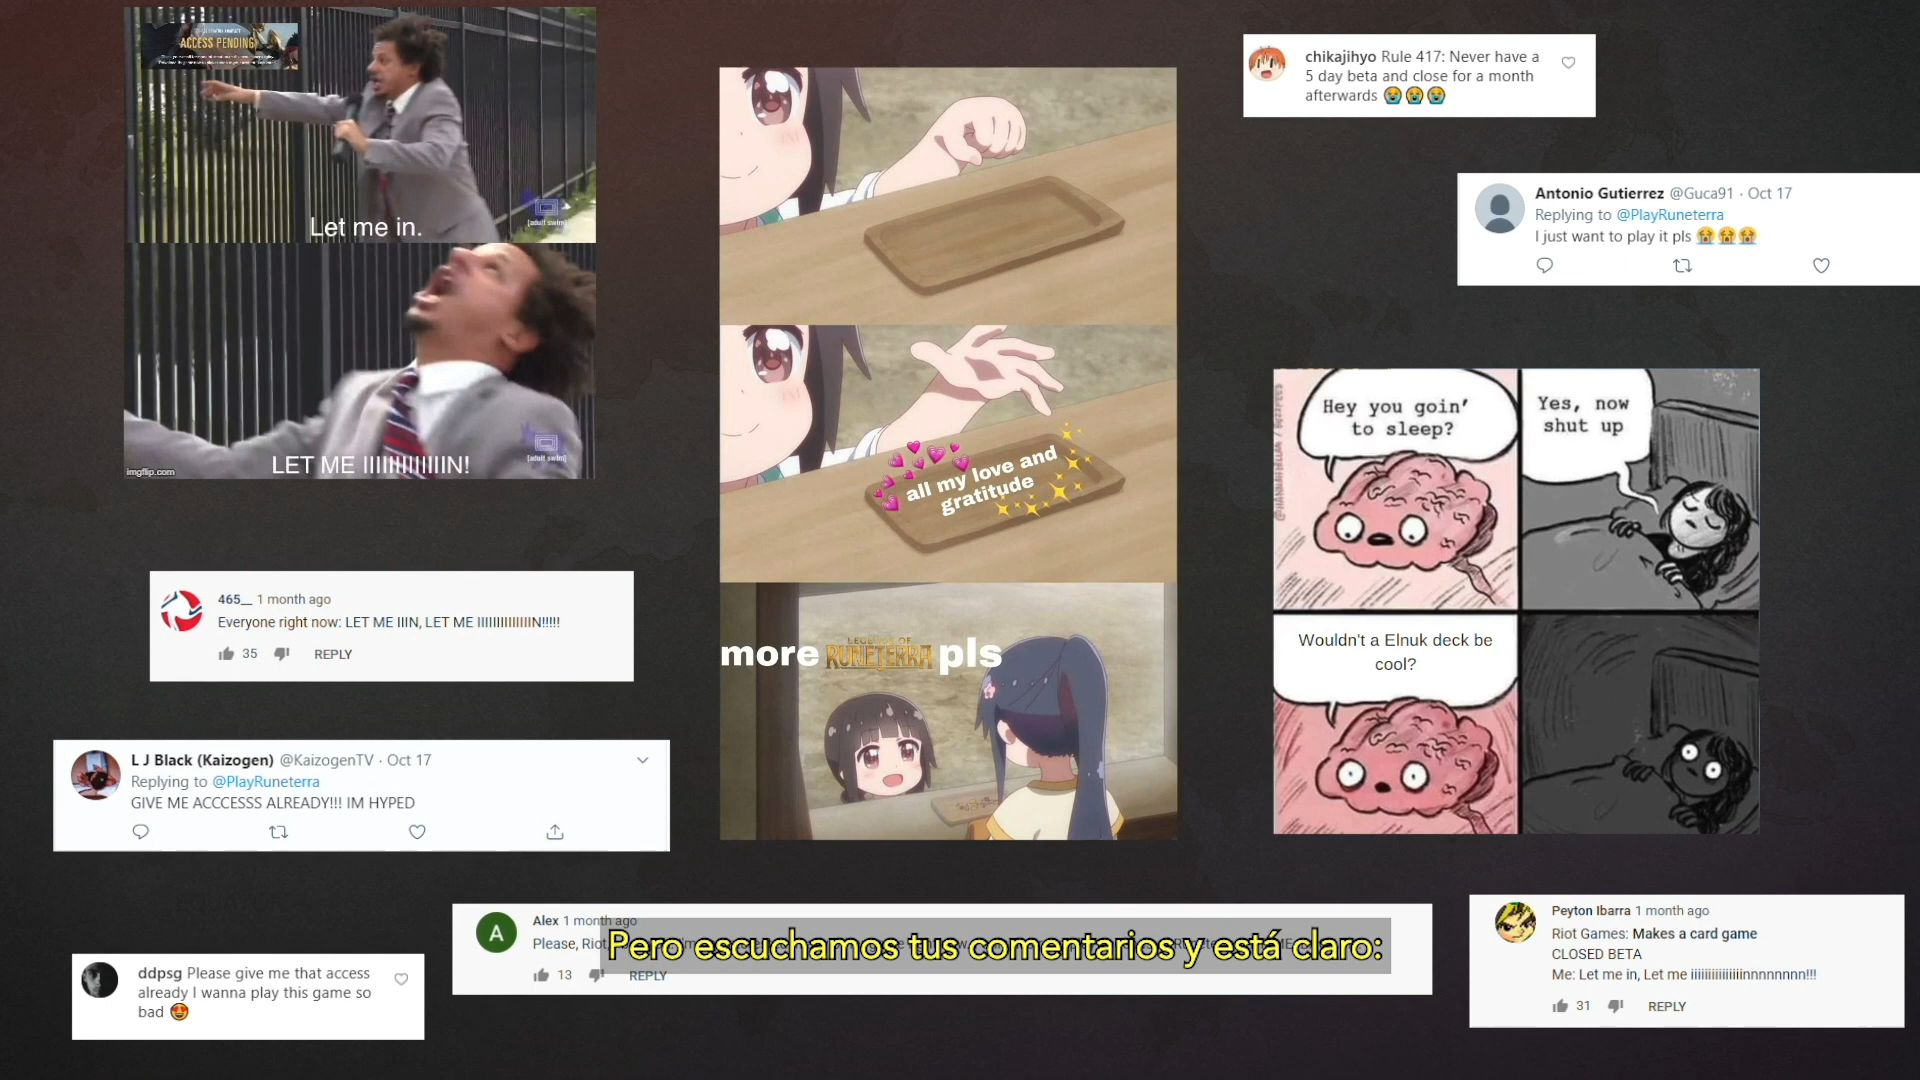 ACCESS PENDING
Let me in.
[adult swim]
LET ME IIIIIIIIIIIIN!
[adult swim]
imgflip.com
465__ 1 month ago
Everyone right now: LET ME IIIN, LET ME IIIIIIIIIIIIIN!!!!!
35 REPLY
L J Black (Kaizogen) @KaizogenTV · Oct 17
Replying to @PlayRuneterra
GIVE ME ACCCESSS ALREADY!!! IM HYPED
ddpsg Please give me that access
already I wanna play this game so
bad 🤩
all my love and
gratitude
more LEGENDS OF RUNETERRA pls
Alex 1 month ago
Please, Riot
13 REPLY
Pero escuchamos tus comentarios y está claro:
chikajihyo Rule 417: Never have a
5 day beta and close for a month
afterwards 😭😭😭
Antonio Gutierrez @Guca91 · Oct 17
Replying to @PlayRuneterra
I just want to play it pls 😭😭😭
Hey you goin'
to sleep?
Yes, now
shut up
Wouldn't a Elnuk deck be
cool?
Peyton Ibarra 1 month ago
Riot Games: Makes a card game
CLOSED BETA
Me: Let me in, Let me iiiiiiiiiiiiiiinnnnnnnn!!!
31 REPLY